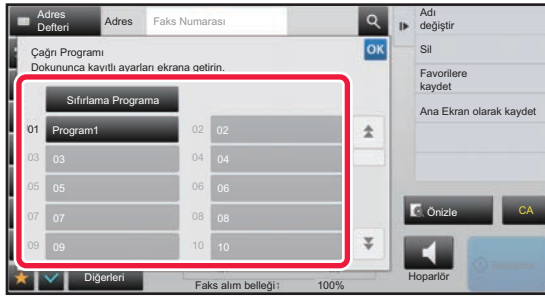 Adres
Defteri
Adres
Faks Numarası
Çağrı Programı
Dokununca kayıtlı ayarları ekrana getirin.
OK
Sıfırlama Programa
01 Program1
02 02
03 03
04 04
05 05
06 06
07 07
08 08
09 09
10 10
Diğerleri
Faks alım belleği: 100%
Adı
değiştir
Sil
Favorilere
kaydet
Ana Ekran olarak kaydet
Önizle
CA
Hoparlör